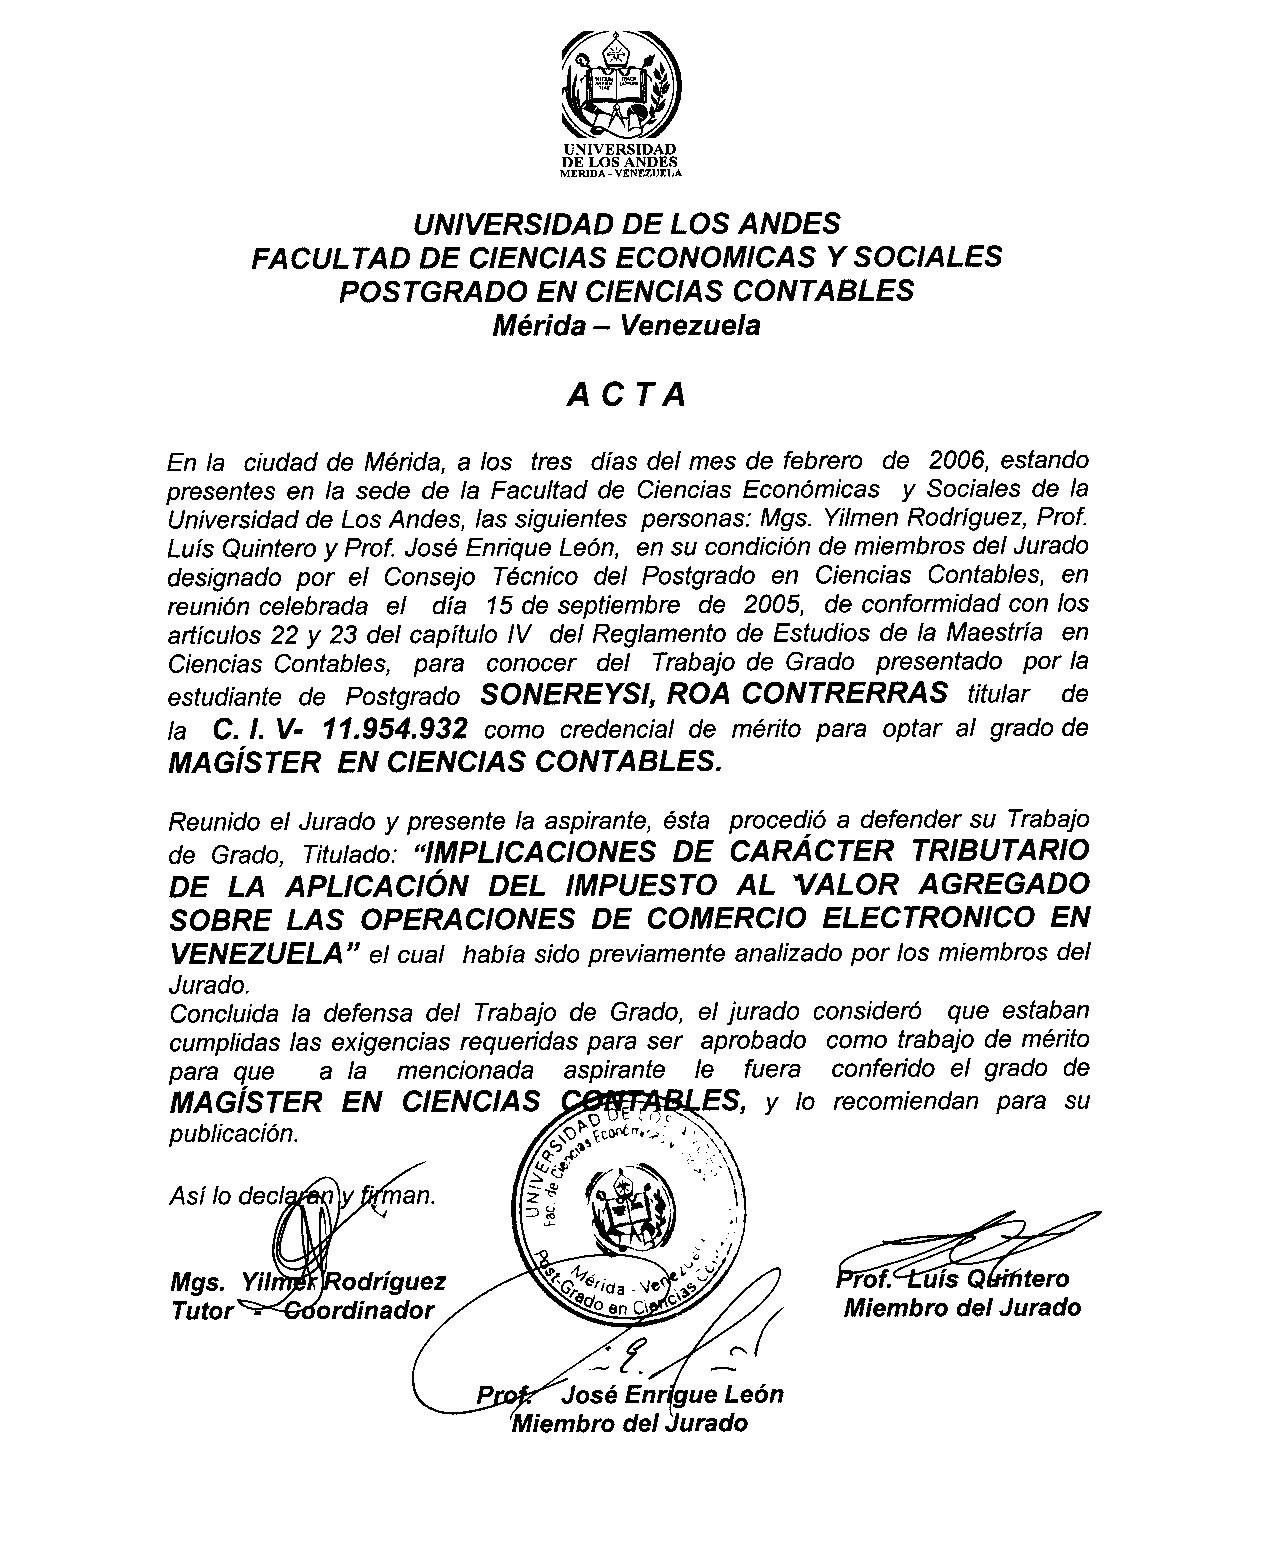 UNIVERSIDAD
DE LOS ANDES
MERIDA - VENEZUELA
UNIVERSIDAD DE LOS ANDES
FACULTAD DE CIENCIAS ECONOMICAS Y SOCIALES
POSTGRADO EN CIENCIAS CONTABLES
Mérida – Venezuela
A C T A
En la ciudad de Mérida, a los tres días del mes de febrero de 2006, estando
presentes en la sede de la Facultad de Ciencias Económicas y Sociales de la
Universidad de Los Andes, las siguientes personas: Mgs. Yilmen Rodríguez, Prof.
Luís Quintero y Prof. José Enrique León, en su condición de miembros del Jurado
designado por el Consejo Técnico del Postgrado en Ciencias Contables, en
reunión celebrada el día 15 de septiembre de 2005, de conformidad con los
artículos 22 y 23 del capítulo IV del Reglamento de Estudios de la Maestría en
Ciencias Contables, para conocer del Trabajo de Grado presentado por la
estudiante de Postgrado SONEREYSI, ROA CONTRERRAS titular de
la C. I. V- 11.954.932 como credencial de mérito para optar al grado de
MAGÍSTER EN CIENCIAS CONTABLES.
Reunido el Jurado y presente la aspirante, ésta procedió a defender su Trabajo
de Grado, Titulado: “IMPLICACIONES DE CARÁCTER TRIBUTARIO
DE LA APLICACIÓN DEL IMPUESTO AL VALOR AGREGADO
SOBRE LAS OPERACIONES DE COMERCIO ELECTRONICO EN
VENEZUELA” el cual había sido previamente analizado por los miembros del
Jurado.
Concluida la defensa del Trabajo de Grado, el jurado consideró que estaban
cumplidas las exigencias requeridas para ser aprobado como trabajo de mérito
para que a la mencionada aspirante le fuera conferido el grado de
MAGÍSTER EN CIENCIAS CONTABLES, y lo recomiendan para su
publicación.
UNIVERSIDAD DE LOS
Fac. de Ciencias
Mérida - Venezuela
Post-Grado en Ciencias
Así lo declaran y firman.
Mgs. Yilmer Rodríguez
Tutor - Coordinador
Prof. Luís Quintero
Miembro del Jurado
Prof. José Enrique León
Miembro del Jurado